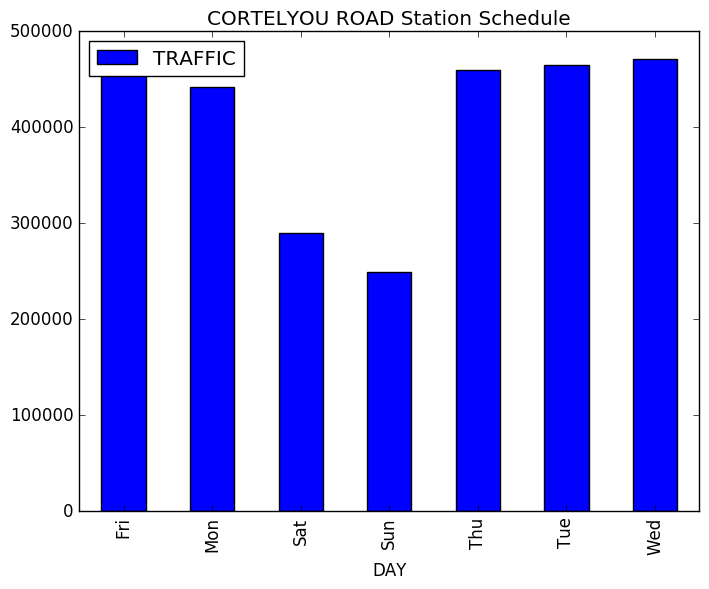 CORTELYOU ROAD Station Schedule
500000
TRAFFIC
400000
300000
200000
100000
0
Fri
Mon
Sat
Sun
Thu
Tue
Wed
DAY